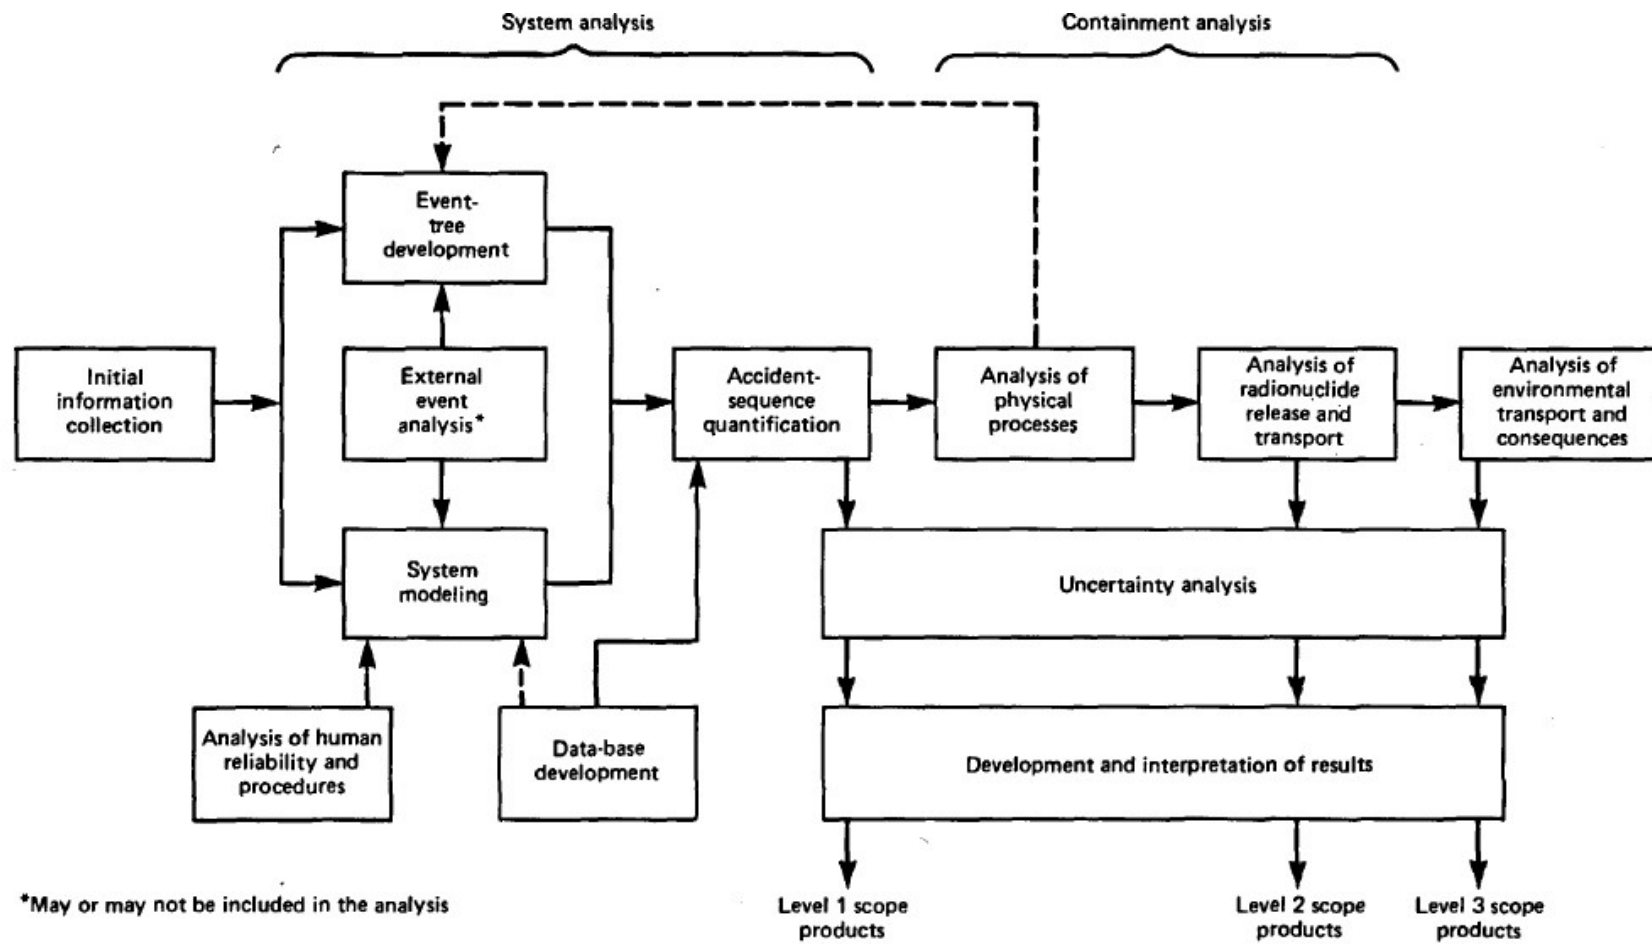 System analysis
Containment analysis
Event-
tree
development
Initial
information
collection
External
event
analysis*
Accident-
sequence
quantification
Analysis of
physical
processes
Analysis of
radionuclide
release and
transport
Analysis of
environmental
transport and
consequences
System
modeling
Uncertainty analysis
Analysis of human
reliability and
procedures
Data-base
development
Development and interpretation of results
*May or may not be included in the analysis
Level 1 scope
products
Level 2 scope
products
Level 3 scope
products